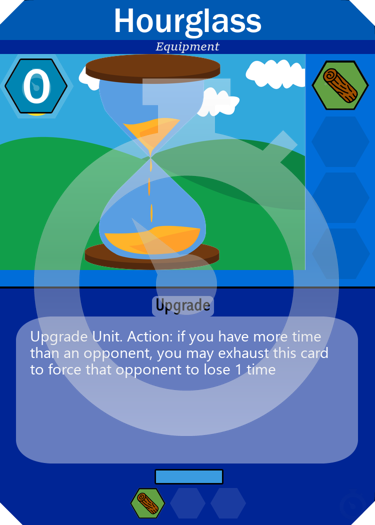 Hourglass
Equipment
0
Upgrade
Upgrade Unit. Action: if you have more time
than an opponent, you may exhaust this card
to force that opponent to lose 1 time